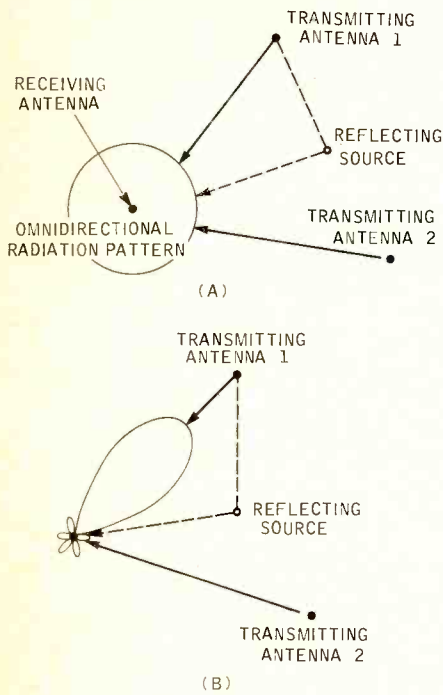 TRANSMITTING
ANTENNA 1
RECEIVING
ANTENNA
REFLECTING
SOURCE
OMNIDIRECTIONAL
RADIATION PATTERN
TRANSMITTING
ANTENNA 2
(A)
TRANSMITTING
ANTENNA 1
REFLECTING
SOURCE
TRANSMITTING
ANTENNA 2
(B)